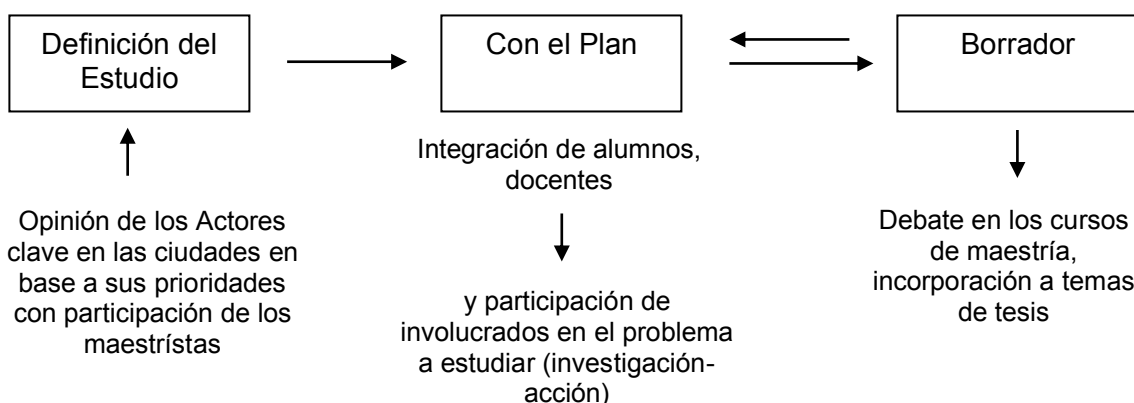 Definición del
Estudio
Con el Plan
Borrador
Opinión de los Actores
clave en las ciudades en
base a sus prioridades
con participación de los
maestrístas
Integración de alumnos,
docentes
y participación de
involucrados en el problema
a estudiar (investigación-
acción)
Debate en los cursos
de maestría,
incorporación a temas
de tesis